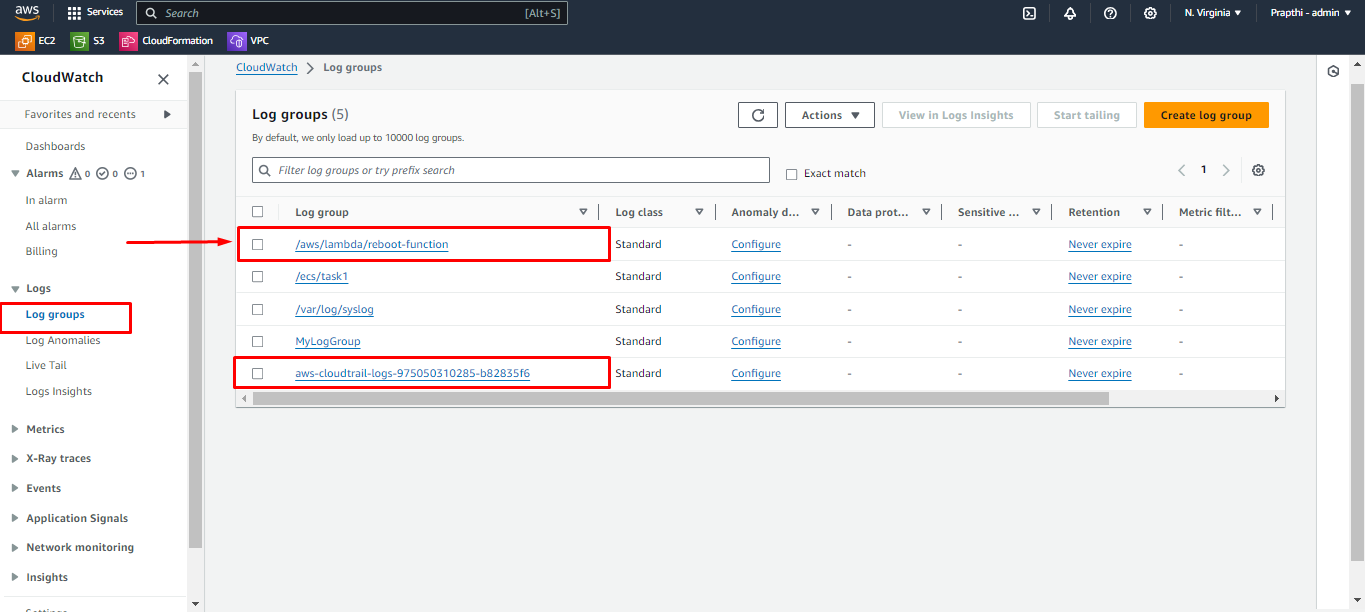 aws
Services
Search
[Alt+S]
N. Virginia
Prapthi - admin
EC2
S3
CloudFormation
VPC
CloudWatch
Favorites and recents
Dashboards
Alarms 0 0 1
In alarm
All alarms
Billing
Logs
Log groups
Log Anomalies
Live Tail
Logs Insights
Metrics
X-Ray traces
Events
Application Signals
Network monitoring
Insights
Settings
CloudWatch
Log groups
Log groups (5)
By default, we only load up to 10000 log groups.
Actions
View in Logs Insights
Start tailing
Create log group
Filter log groups or try prefix search
Exact match
1
Log group Log class Anomaly d... Data prot... Sensitive ... Retention Metric filt...
/aws/lambda/reboot-function Standard Configure - - Never expire -
/ecs/task1 Standard Configure - - Never expire -
/var/log/syslog Standard Configure - - Never expire -
MyLogGroup Standard Configure - - Never expire -
aws-cloudtrail-logs-975050310285-b82835f6 Standard Configure - - Never expire -